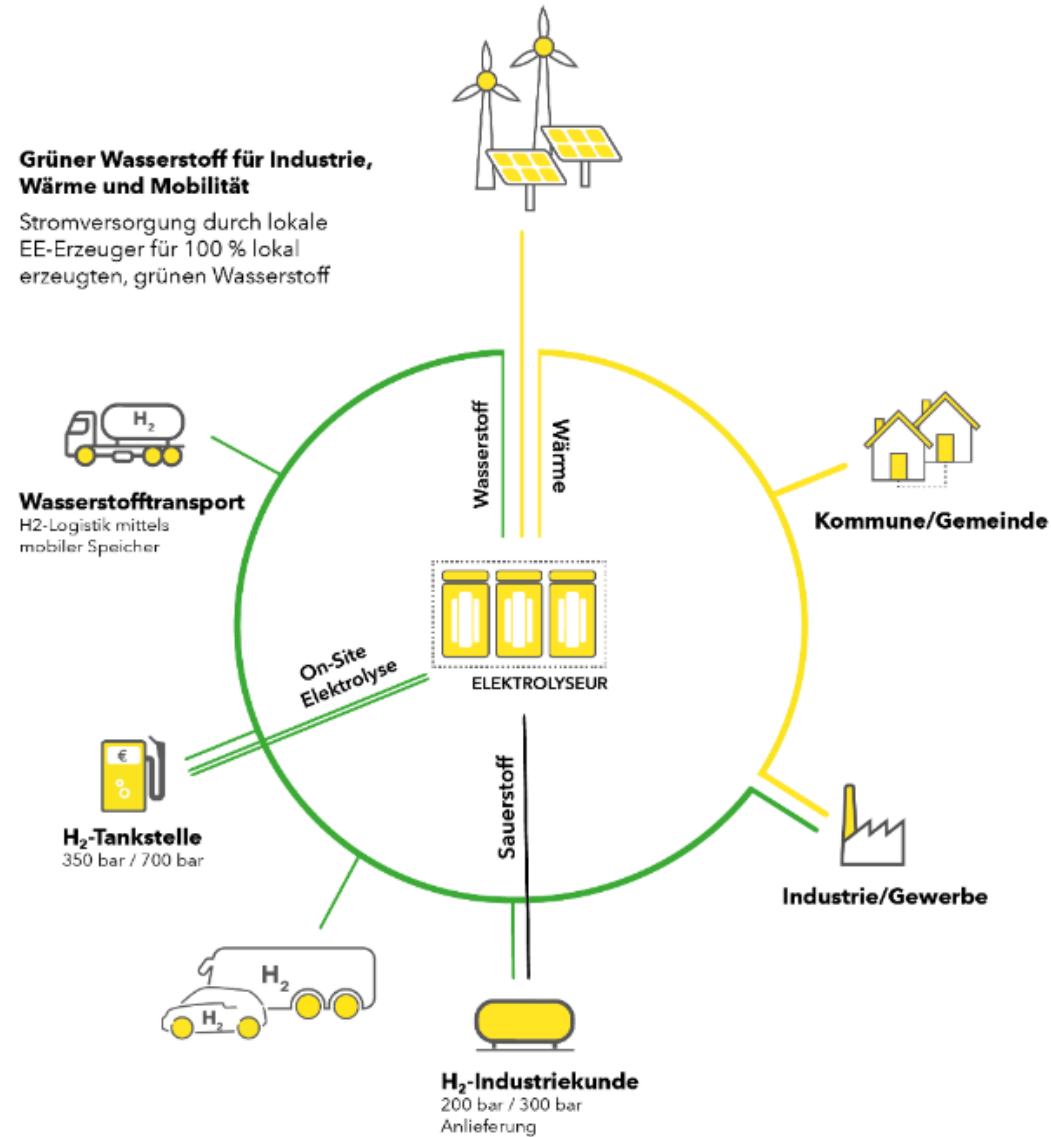 Grüner Wasserstoff für Industrie,
Wärme und Mobilität
Stromversorgung durch lokale
EE-Erzeuger für 100 % lokal
erzeugten, grünen Wasserstoff
Wasserstoff
Wärme
H₂
Wasserstofftransport
H2-Logistik mittels
mobiler Speicher
Kommune/Gemeinde
On-Site
Elektrolyse
ELEKTROLYSEUR
€
H₂-Tankstelle
350 bar / 700 bar
Sauerstoff
Industrie/Gewerbe
H₂
H₂
H₂-Industriekunde
200 bar / 300 bar
Anlieferung